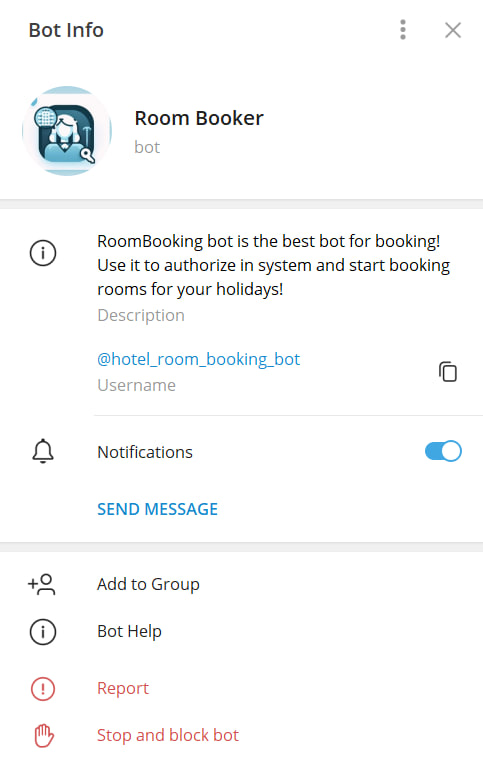 Bot Info
Room Booker
bot
RoomBooking bot is the best bot for booking!
Use it to authorize in system and start booking
rooms for your holidays!
Description
@hotel_room_booking_bot
Username
Notifications
SEND MESSAGE
Add to Group
Bot Help
Report
Stop and block bot